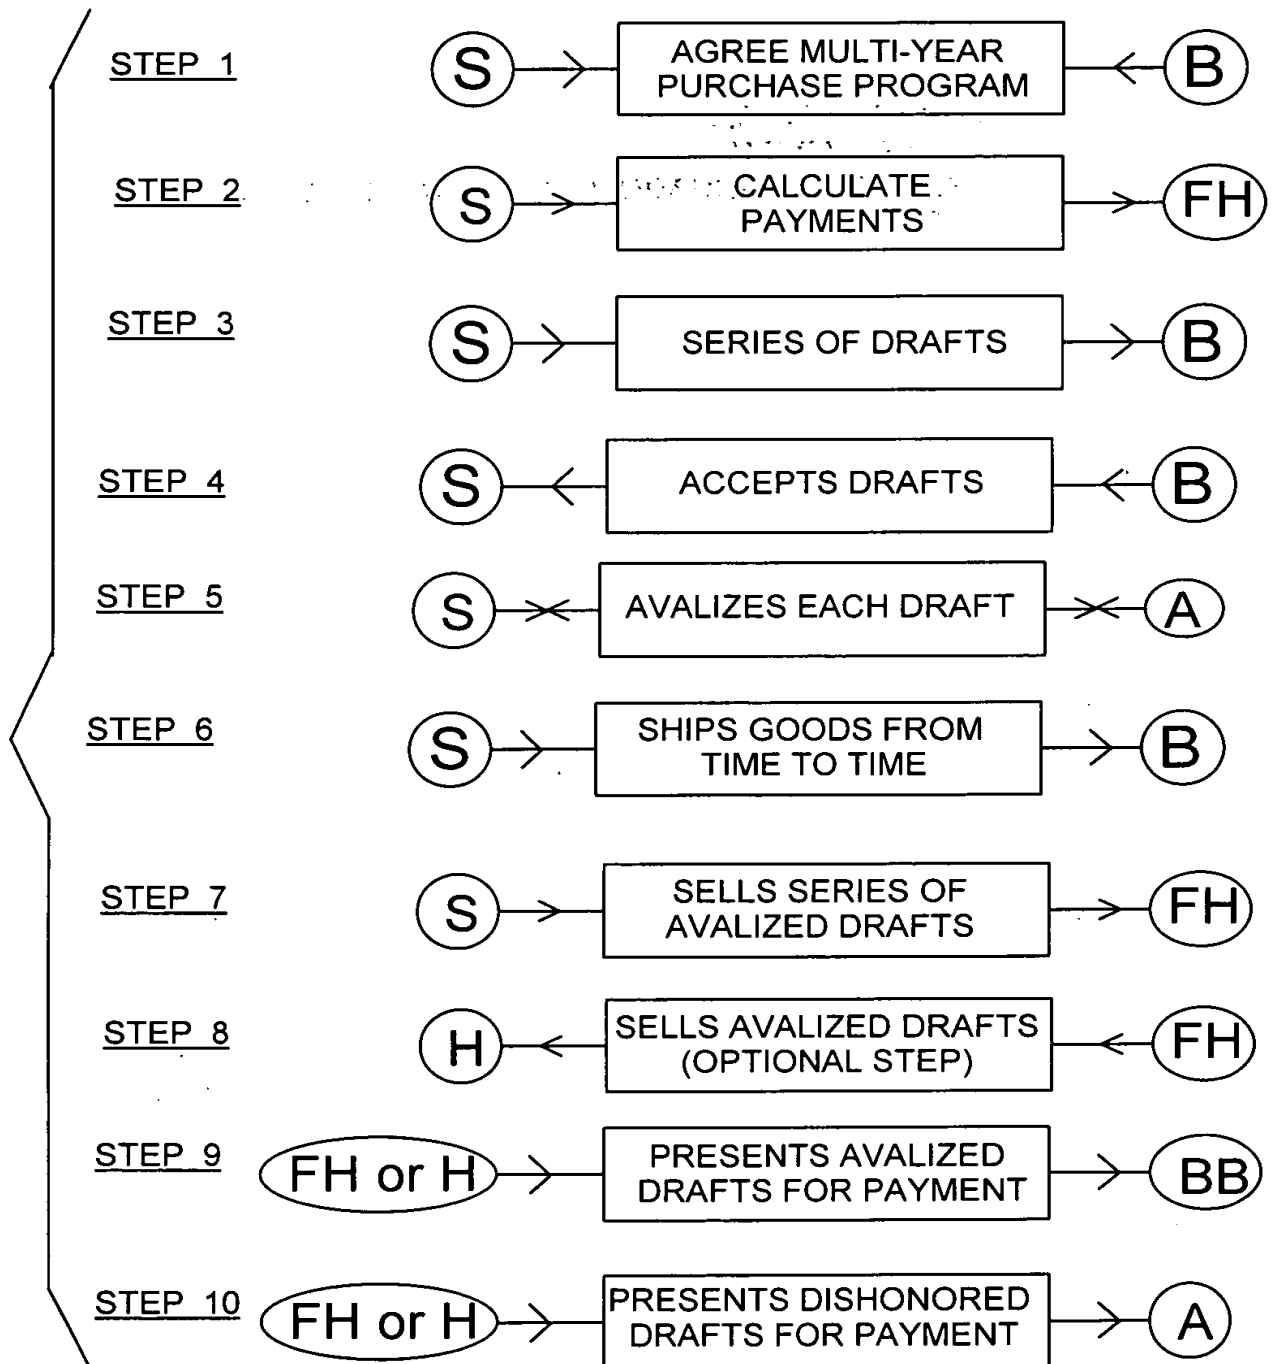 STEP 1
S
AGREE MULTI-YEAR
PURCHASE PROGRAM
B
STEP 2
S
CALCULATE
PAYMENTS
FH
STEP 3
S
SERIES OF DRAFTS
B
STEP 4
S
ACCEPTS DRAFTS
B
STEP 5
S
AVALIZES EACH DRAFT
A
STEP 6
S
SHIPS GOODS FROM
TIME TO TIME
B
STEP 7
S
SELLS SERIES OF
AVALIZED DRAFTS
FH
STEP 8
H
SELLS AVALIZED DRAFTS
(OPTIONAL STEP)
FH
STEP 9
FH or H
PRESENTS AVALIZED
DRAFTS FOR PAYMENT
BB
STEP 10
FH or H
PRESENTS DISHONORED
DRAFTS FOR PAYMENT
A